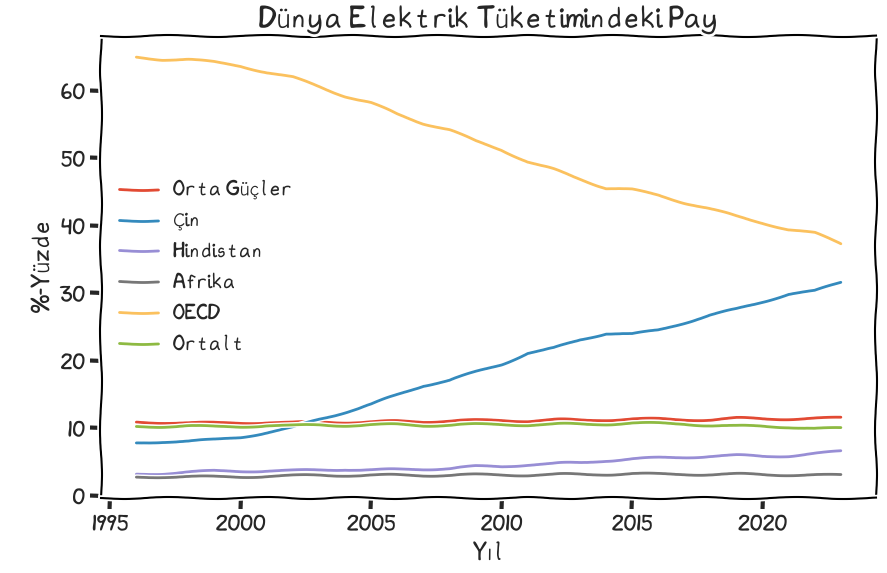 Dünya Elektrik Tüketimindeki Pay
%-Yüzde
60
50
40
30
20
10
0
Orta Güçler
Çin
Hindistan
Afrika
OECD
Ortalt
1995 2000 2005 2010 2015 2020
Yıl